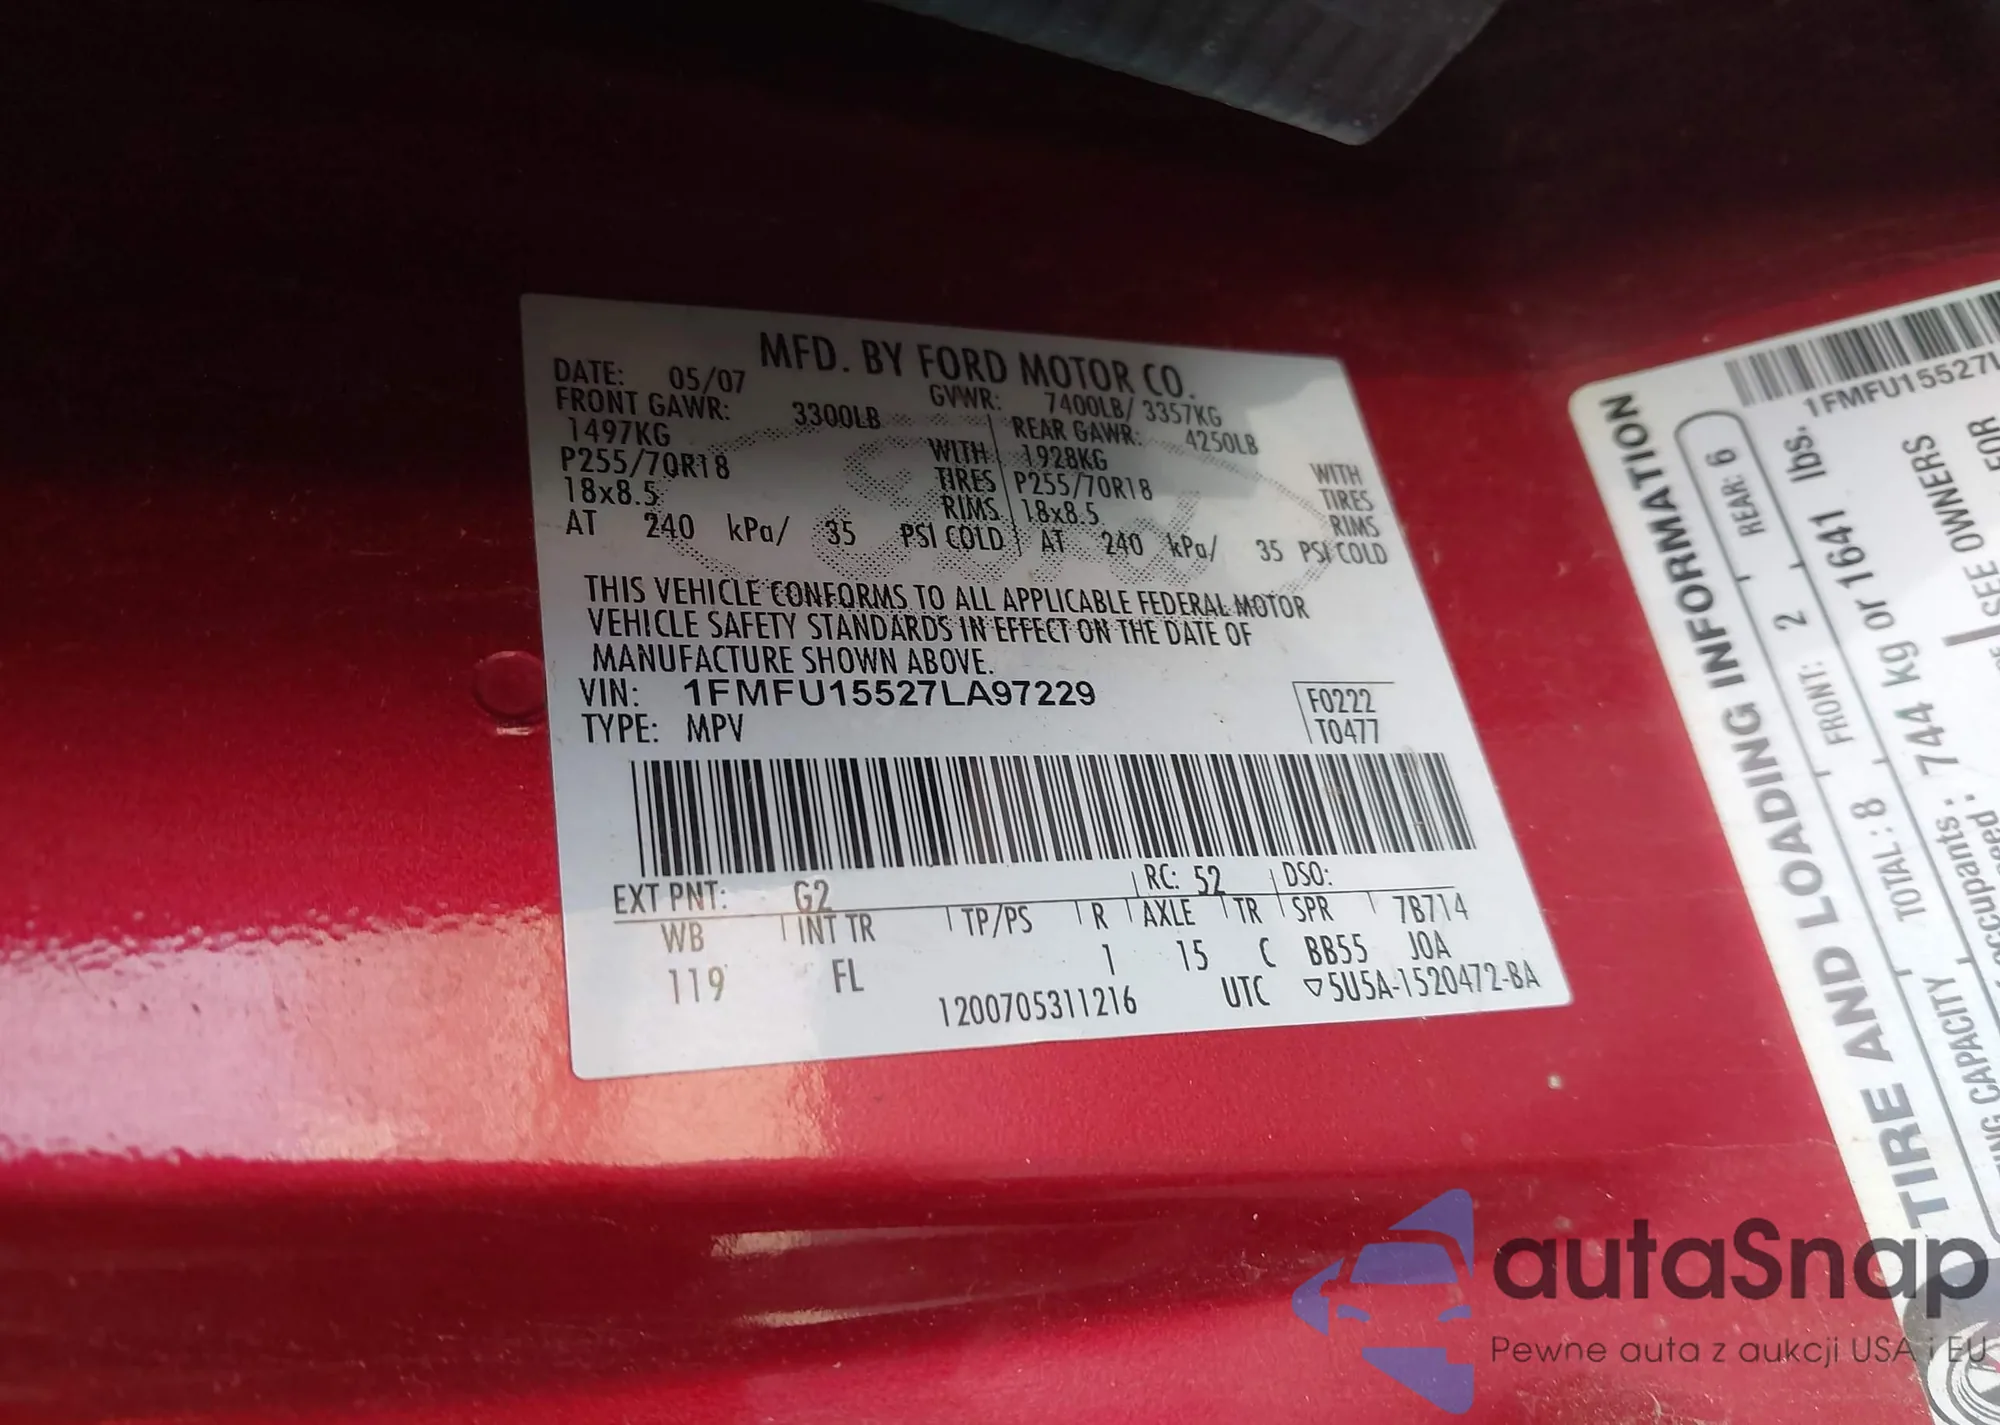 MFD. BY FORD MOTOR CO.
DATE: 05/07 GVWR: 7400LB/ 3357KG
FRONT GAWR: 3300LB REAR GAWR: 4250LB
1497KG WITH 1928KG WITH
P255/70R18 TIRES P255/70R18 TIRES
18x8.5 RIMS 18x8.5 RIMS
AT 240 kPa/ 35 PSI COLD AT 240 kPa/ 35 PSI COLD
THIS VEHICLE CONFORMS TO ALL APPLICABLE FEDERAL MOTOR
VEHICLE SAFETY STANDARDS IN EFFECT ON THE DATE OF
MANUFACTURE SHOWN ABOVE.
VIN: 1FMFU15527LA97229 F0222
TYPE: MPV T0477
EXT PNT: G2 RC: 52 DSO:
WB INT TR TP/PS R AXLE TR SPR 7B714
119 FL 1 15 C BB55 JOA
1200705311216 UTC ▽5U5A-1520472-BA
1FMFU15527
TIRE AND LOADING INFORMATION
TOTAL: 8 FRONT: 2 REAR: 6
CAPACITY
744 kg or 1641 lbs.
SEE OWNERS
FOR
autaSnap
Pewne auta z aukcji USA i EU